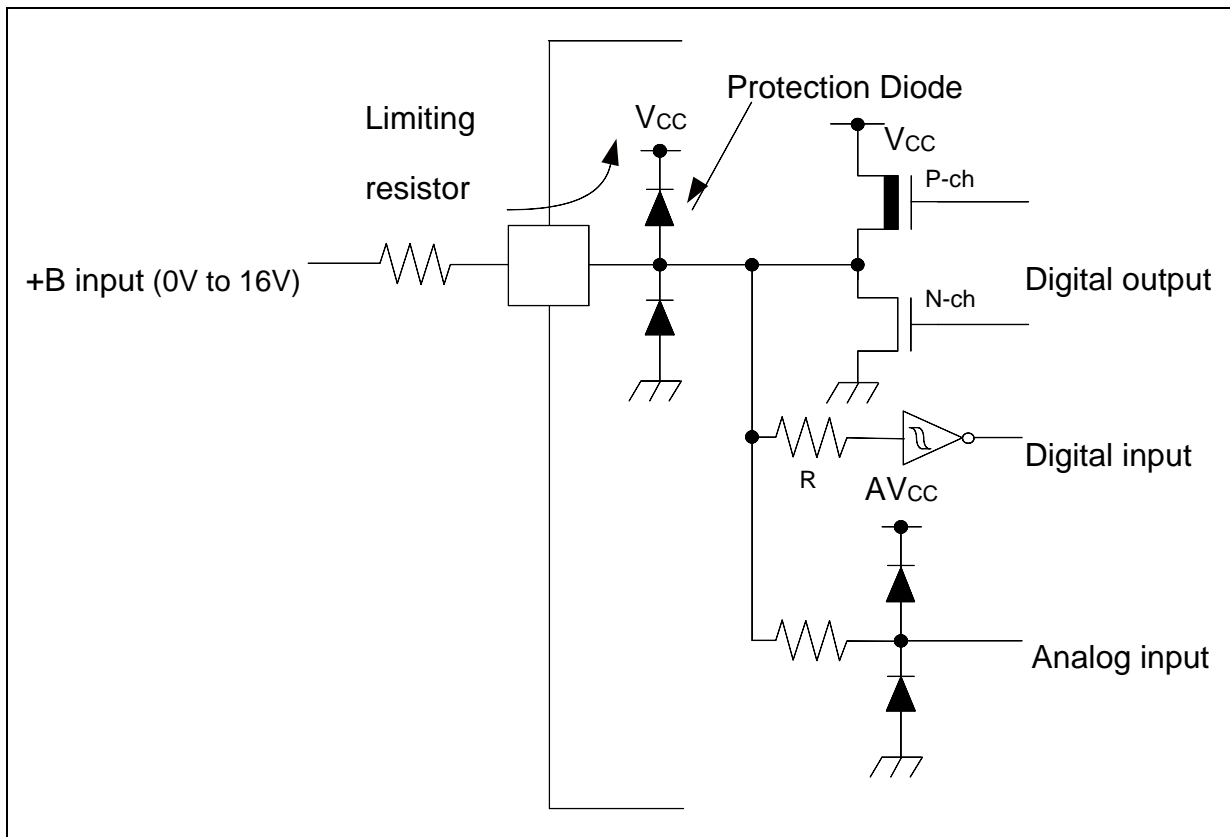 Protection Diode
Limiting
resistor
VCC
VCC
P-ch
+B input (0V to 16V)
Digital output
N-ch
Digital input
R
AVCC
Analog input